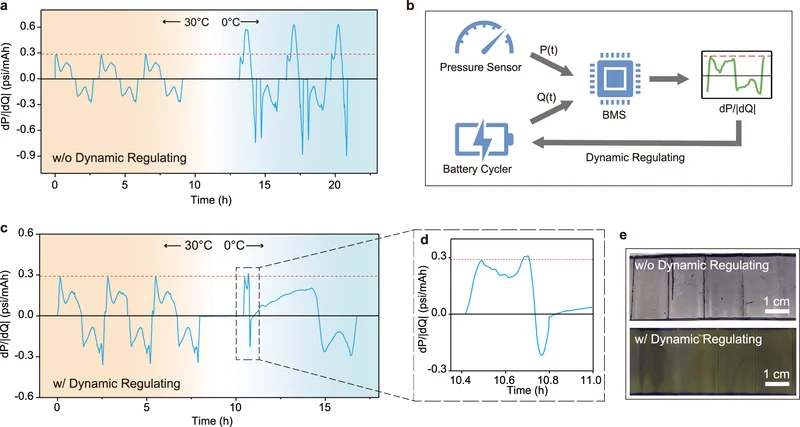 a
dP/|dQ| (psi/mAh)
0.6
0.3
0.0
-0.3
-0.6
-0.9
← 30°C 0°C →
w/o Dynamic Regulating
0
5
10
15
20
Time (h)
b
Pressure Sensor
P(t)
Q(t)
Battery Cycler
BMS
dP/|dQ|
Dynamic Regulating
c
dP/|dQ| (psi/mAh)
0.6
0.3
0.0
-0.3
-0.6
← 30°C 0°C →
w/ Dynamic Regulating
0
5
10
15
Time (h)
d
dP/|dQ| (psi/mAh)
0.3
0.0
-0.3
10.4
10.6
10.8
11.0
Time (h)
e
w/o Dynamic Regulating
1 cm
w/ Dynamic Regulating
1 cm